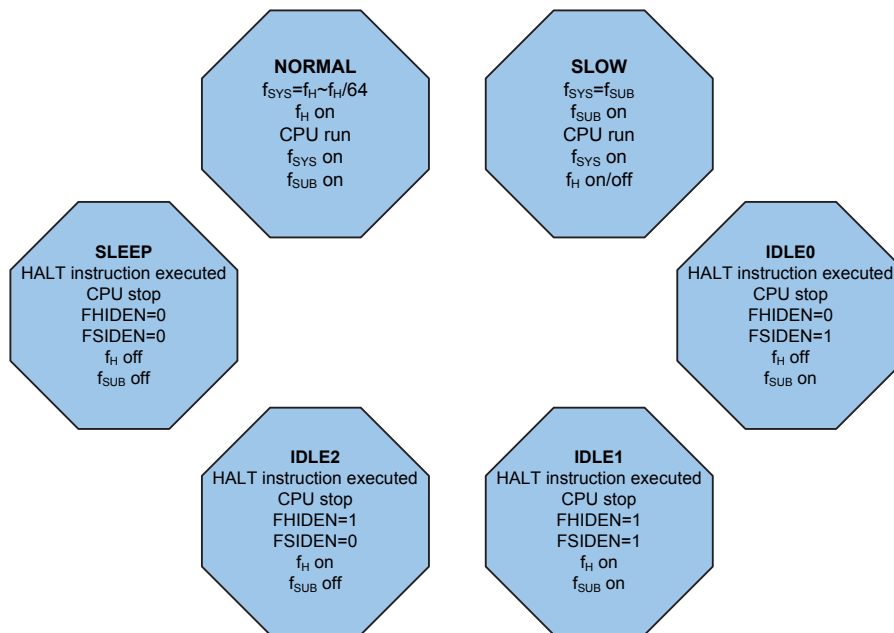 NORMAL
fSYS=fH~fH/64
fH on
CPU run
fSYS on
fSUB on
SLOW
fSYS=fSUB
fSUB on
CPU run
fSYS on
fH on/off
SLEEP
HALT instruction executed
CPU stop
FHIDEN=0
FSIDEN=0
fH off
fSUB off
IDLE0
HALT instruction executed
CPU stop
FHIDEN=0
FSIDEN=1
fH off
fSUB on
IDLE2
HALT instruction executed
CPU stop
FHIDEN=1
FSIDEN=0
fH on
fSUB off
IDLE1
HALT instruction executed
CPU stop
FHIDEN=1
FSIDEN=1
fH on
fSUB on